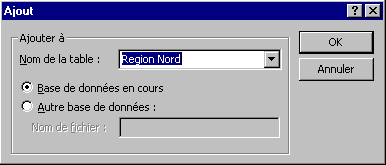 Ajout
Ajouter à
Nom de la table :
Region Nord
OK
Annuler
Base de données en cours
Autre base de données :
Nom de fichier :